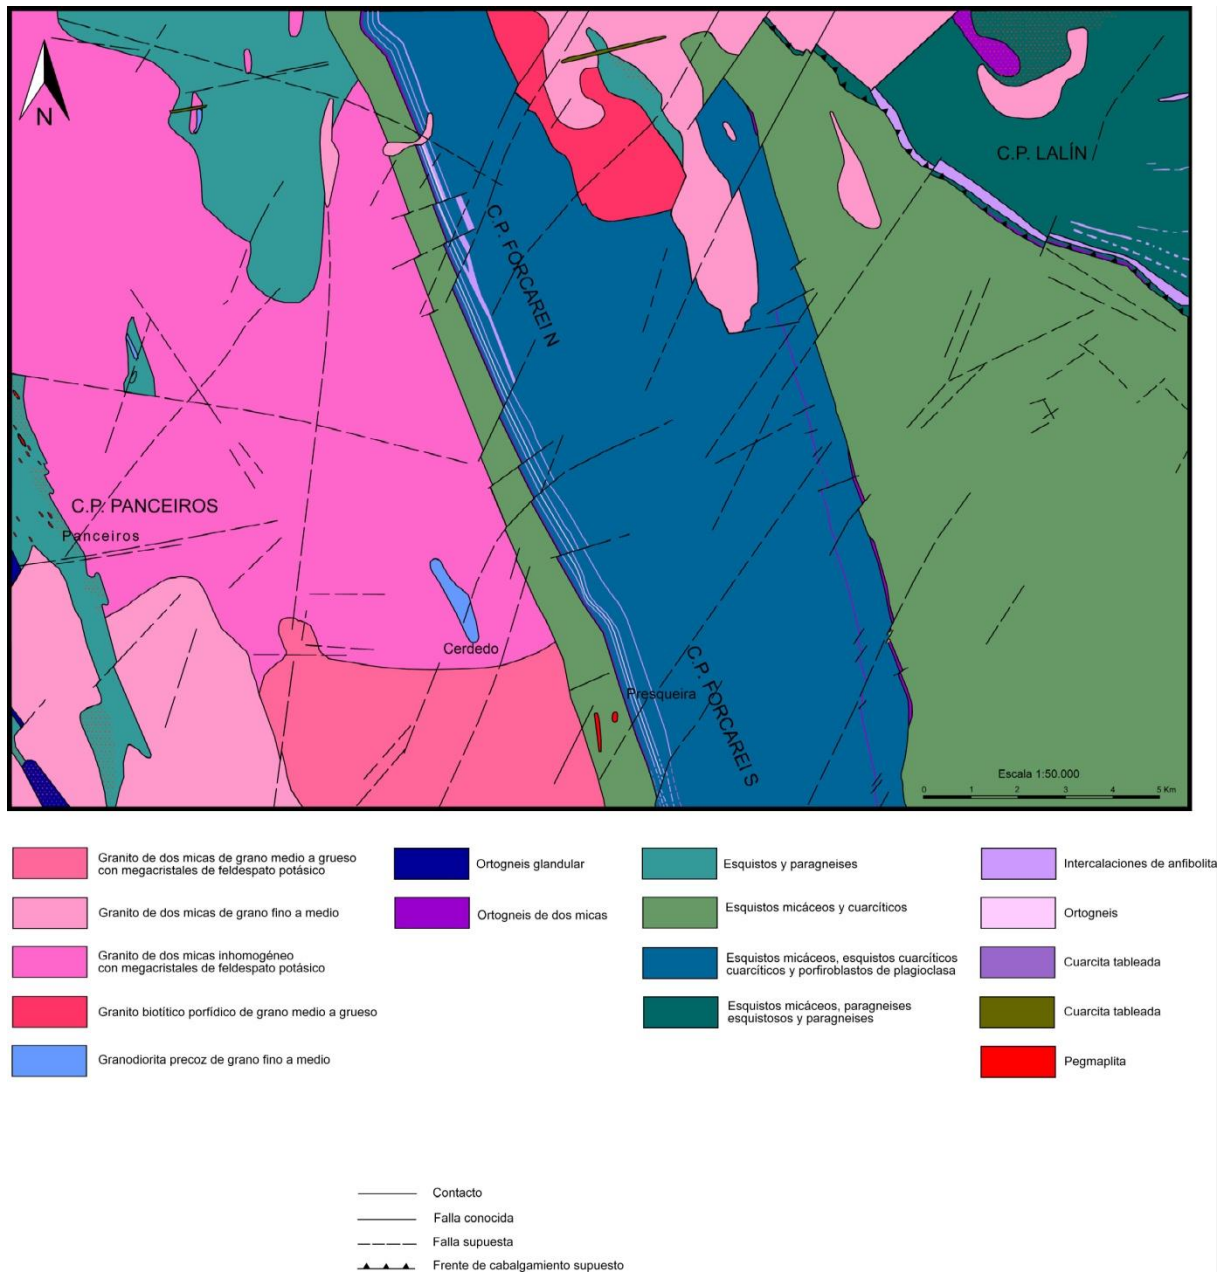 N
C.P. LALÍN
C.P. FORCAREI N
C.P. PANCEIROS
Panceiros
Cerdedo
Presqueira
C.P. FORCAREI S
Escala 1:50.000
0 1 2 3 4 5 Km
Granito de dos micas de grano medio a grueso
con megacristales de feldespato potásico
Granito de dos micas de grano fino a medio
Granito de dos micas inhomogéneo
con megacristales de feldespato potásico
Granito biotítico porfídico de grano medio a grueso
Granodiorita precoz de grano fino a medio
Ortogneis glandular
Ortogneis de dos micas
Esquistos y paragneises
Esquistos micáceos y cuarcíticos
Esquistos micáceos, esquistos cuarcíticos
cuarcíticos y porfiroblastos de plagioclasa
Esquistos micáceos, paragneises
esquistosos y paragneises
Intercalaciones de anfibolita
Ortogneis
Cuarcita tableada
Cuarcita tableada
Pegmaplita
Contacto
Falla conocida
Falla supuesta
Frente de cabalgamiento supuesto